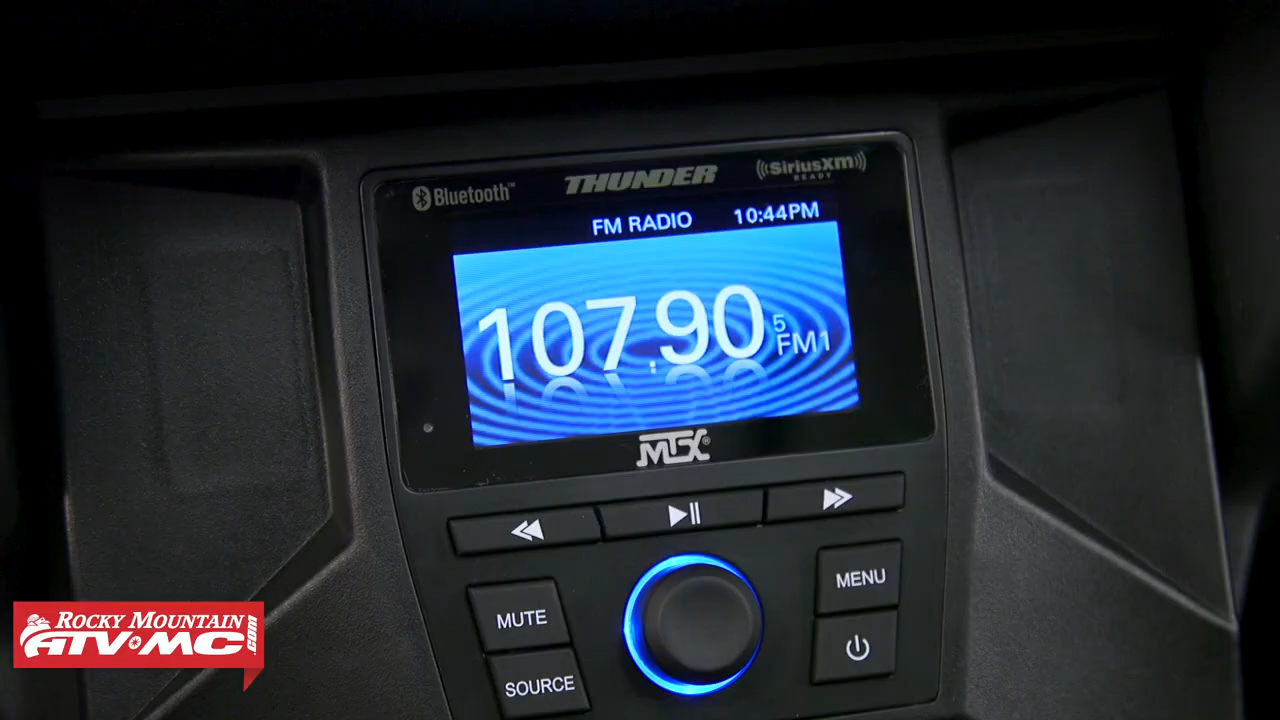 Bluetooth™
THUNDER
SiriusXm
READY
FM RADIO 10:44PM
107.90
5
FM1
MTX®
MUTE
MENU
SOURCE
ROCKY MOUNTAIN
ATV•MC.com